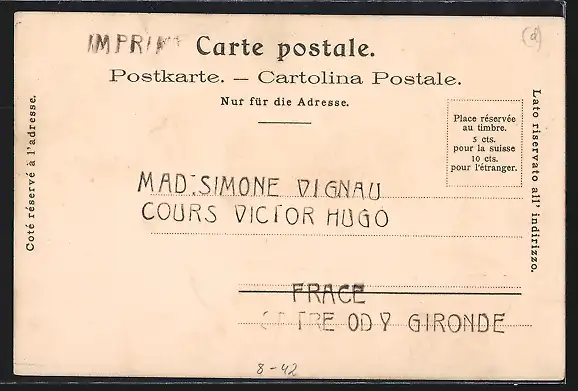 IMPRIM
Carte postale.
(a)
Postkarte. — Cartolina Postale.
Nur für die Adresse.
Place réservée
au timbre.
5 cts.
pour la suisse
10 cts.
pour l'étranger.
Coté réservé à l'adresse.
Lato riservato all' indirizzo.
MAD: SIMONE VIGNAU
COURS VICTOR HUGO
FRACE
ODY GIRONDE
8-42